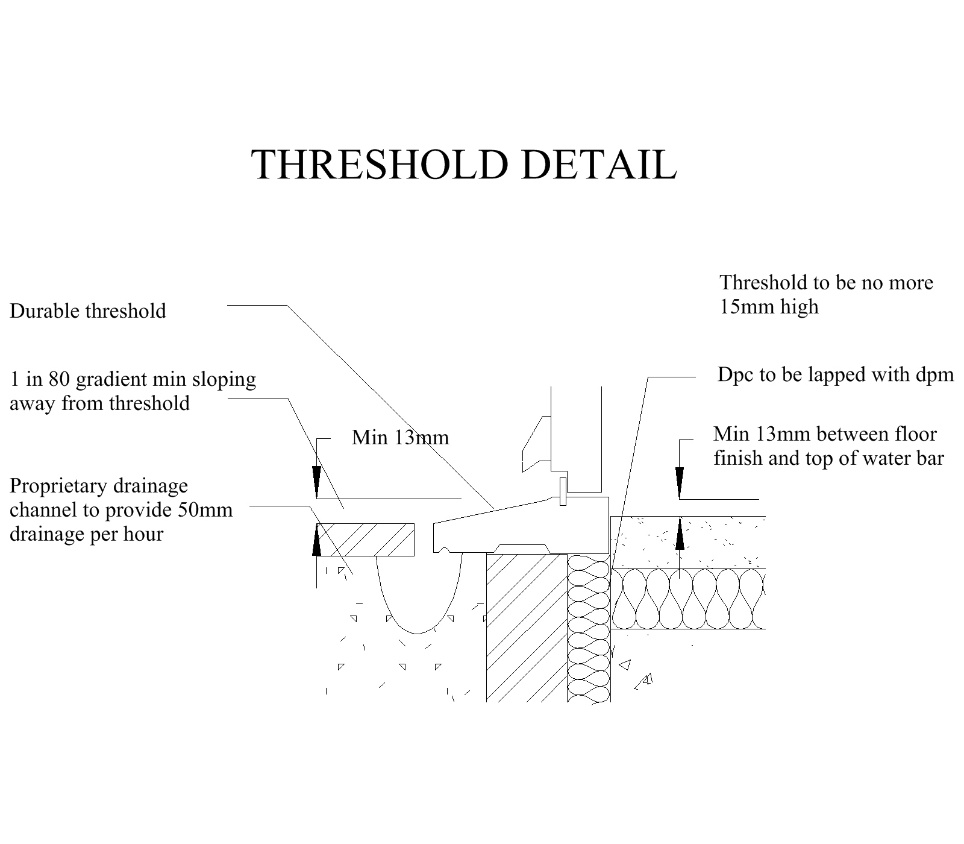 THRESHOLD DETAIL
Durable threshold
1 in 80 gradient min sloping
away from threshold
Min 13mm
Proprietary drainage
channel to provide 50mm
drainage per hour
Threshold to be no more
15mm high
Dpc to be lapped with dpm
Min 13mm between floor
finish and top of water bar